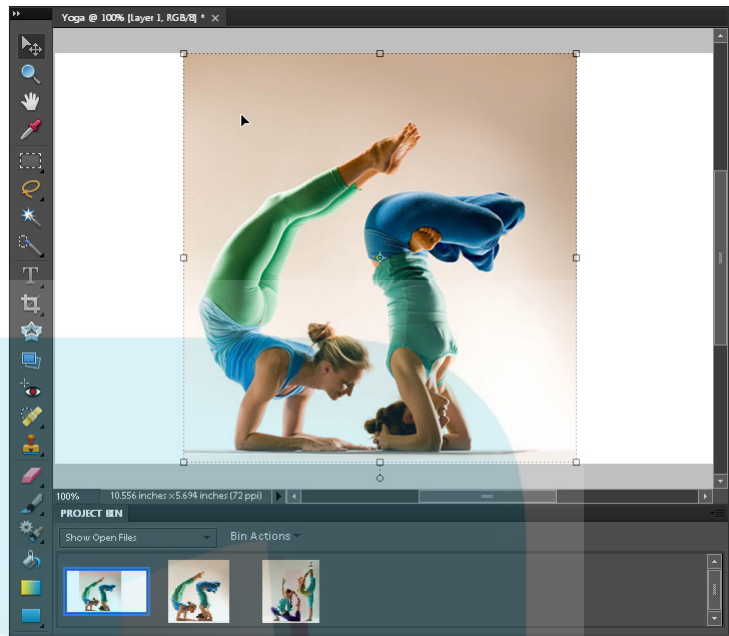 Yoga @ 100% (Layer 1, RGB/8) * ×
T
100% 10.556 inches x 5.694 inches (72 ppi)
PROJECT BIN
Show Open Files Bin Actions